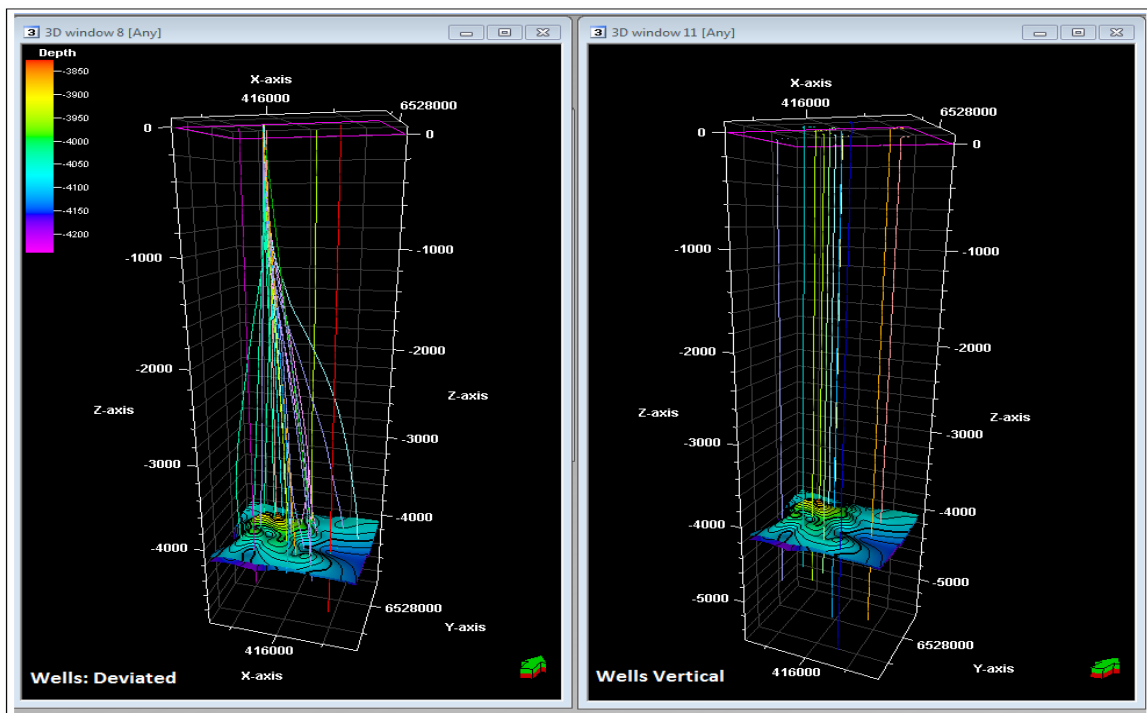 3 3D window 8 [Any]
Depth
-3850
-3900
-3950
-4000
-4050
-4100
-4150
-4200
X-axis
416000
6528000
0
0
-1000
-1000
-2000
-2000
Z-axis
Z-axis
-3000
-3000
-4000
-4000
6528000
Y-axis
416000
X-axis
Wells: Deviated
3 3D window 11 [Any]
X-axis
416000
6528000
0
0
-1000
-1000
-2000
-2000
Z-axis
Z-axis
-3000
-3000
-4000
-4000
-5000
-5000
6528000
416000
Y-axis
Wells Vertical